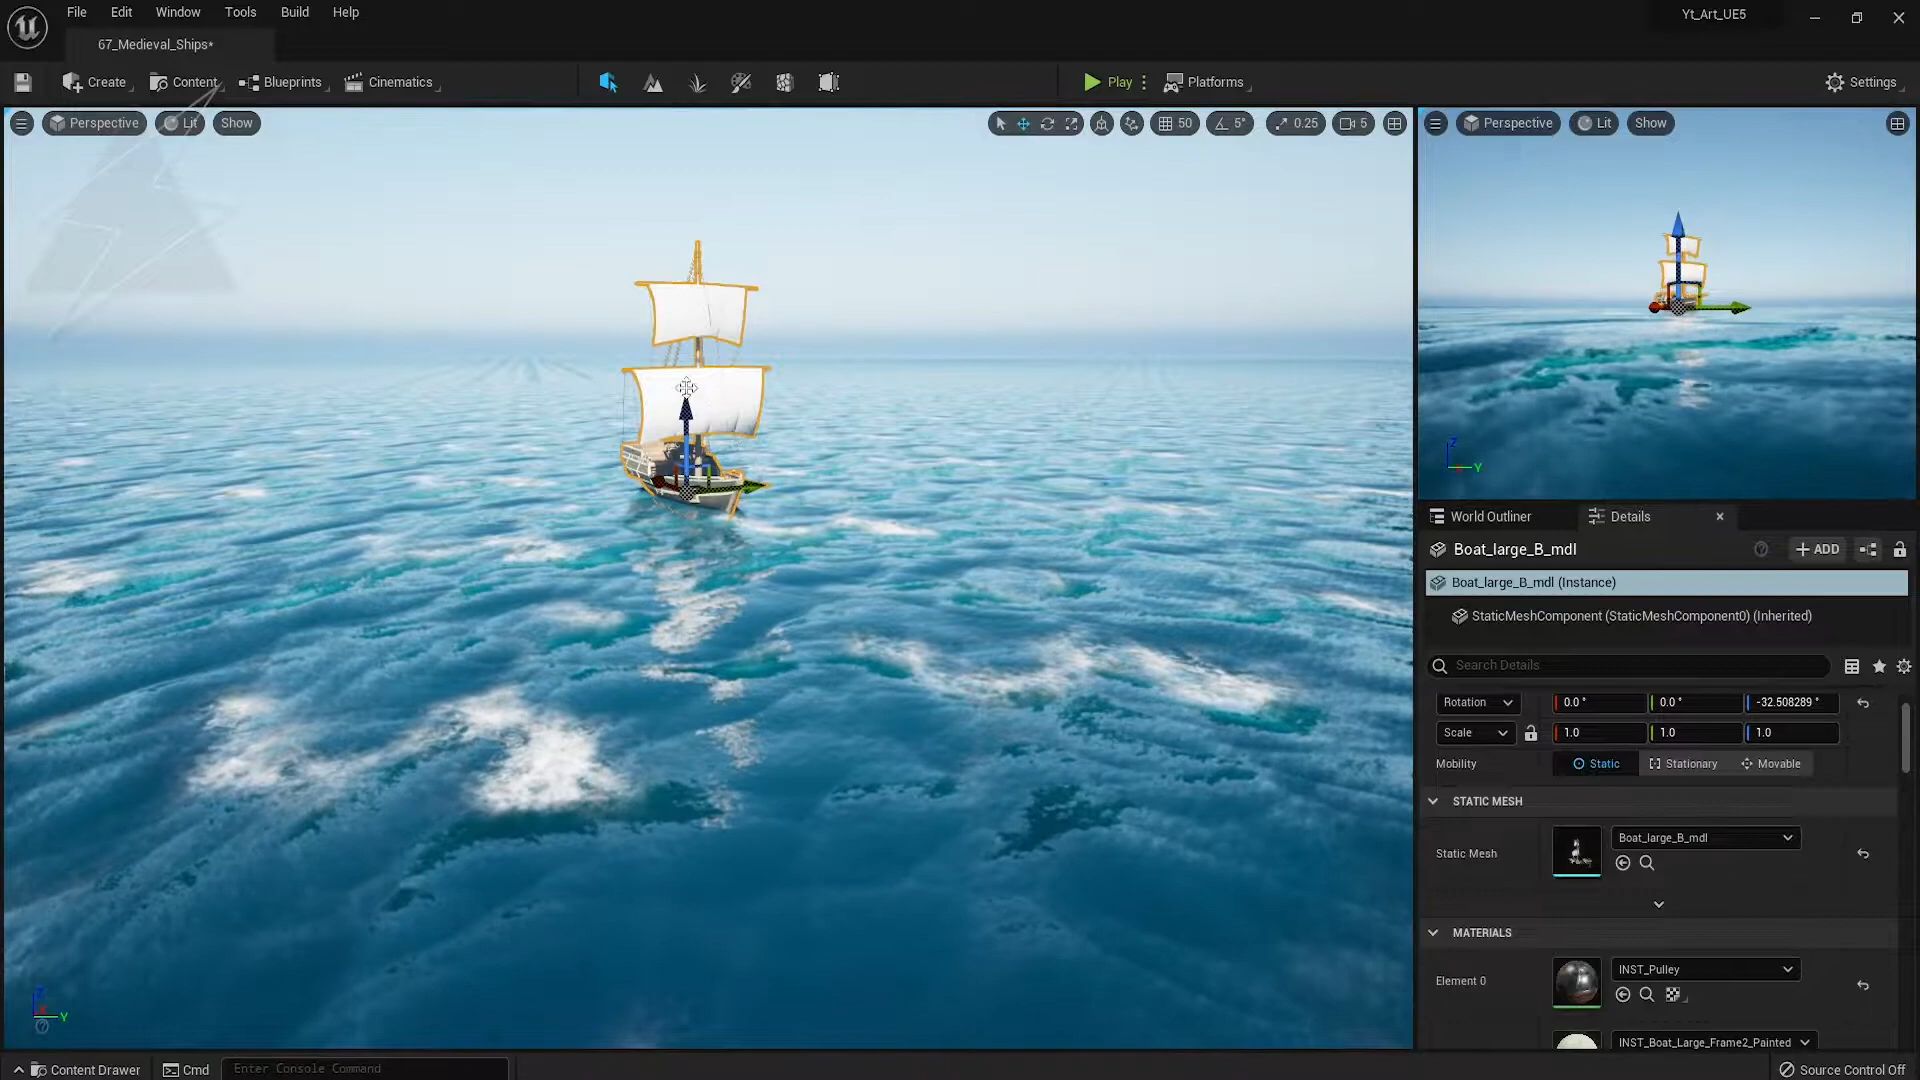 File Edit Window Tools Build Help
Yt_Art_UE5
67_Medieval_Ships*
Create Content Blueprints Cinematics Play Platforms Settings
Perspective Lit Show 50 5° 0.25 5
Perspective Lit Show
World Outliner Details
Boat_large_B_mdl ADD
Boat_large_B_mdl (Instance)
StaticMeshComponent (StaticMeshComponent0) (Inherited)
Search Details
Rotation 0.0 ° 0.0 ° -32.508289 °
Scale 1.0 1.0 1.0
Mobility Static Stationary Movable
STATIC MESH
Static Mesh Boat_large_B_mdl
MATERIALS
Element 0 INST_Pulley
INST_Boat_Large_Frame2_Painted
Z Y
Z Y
Content Drawer Cmd Enter Console Command Source Control Off